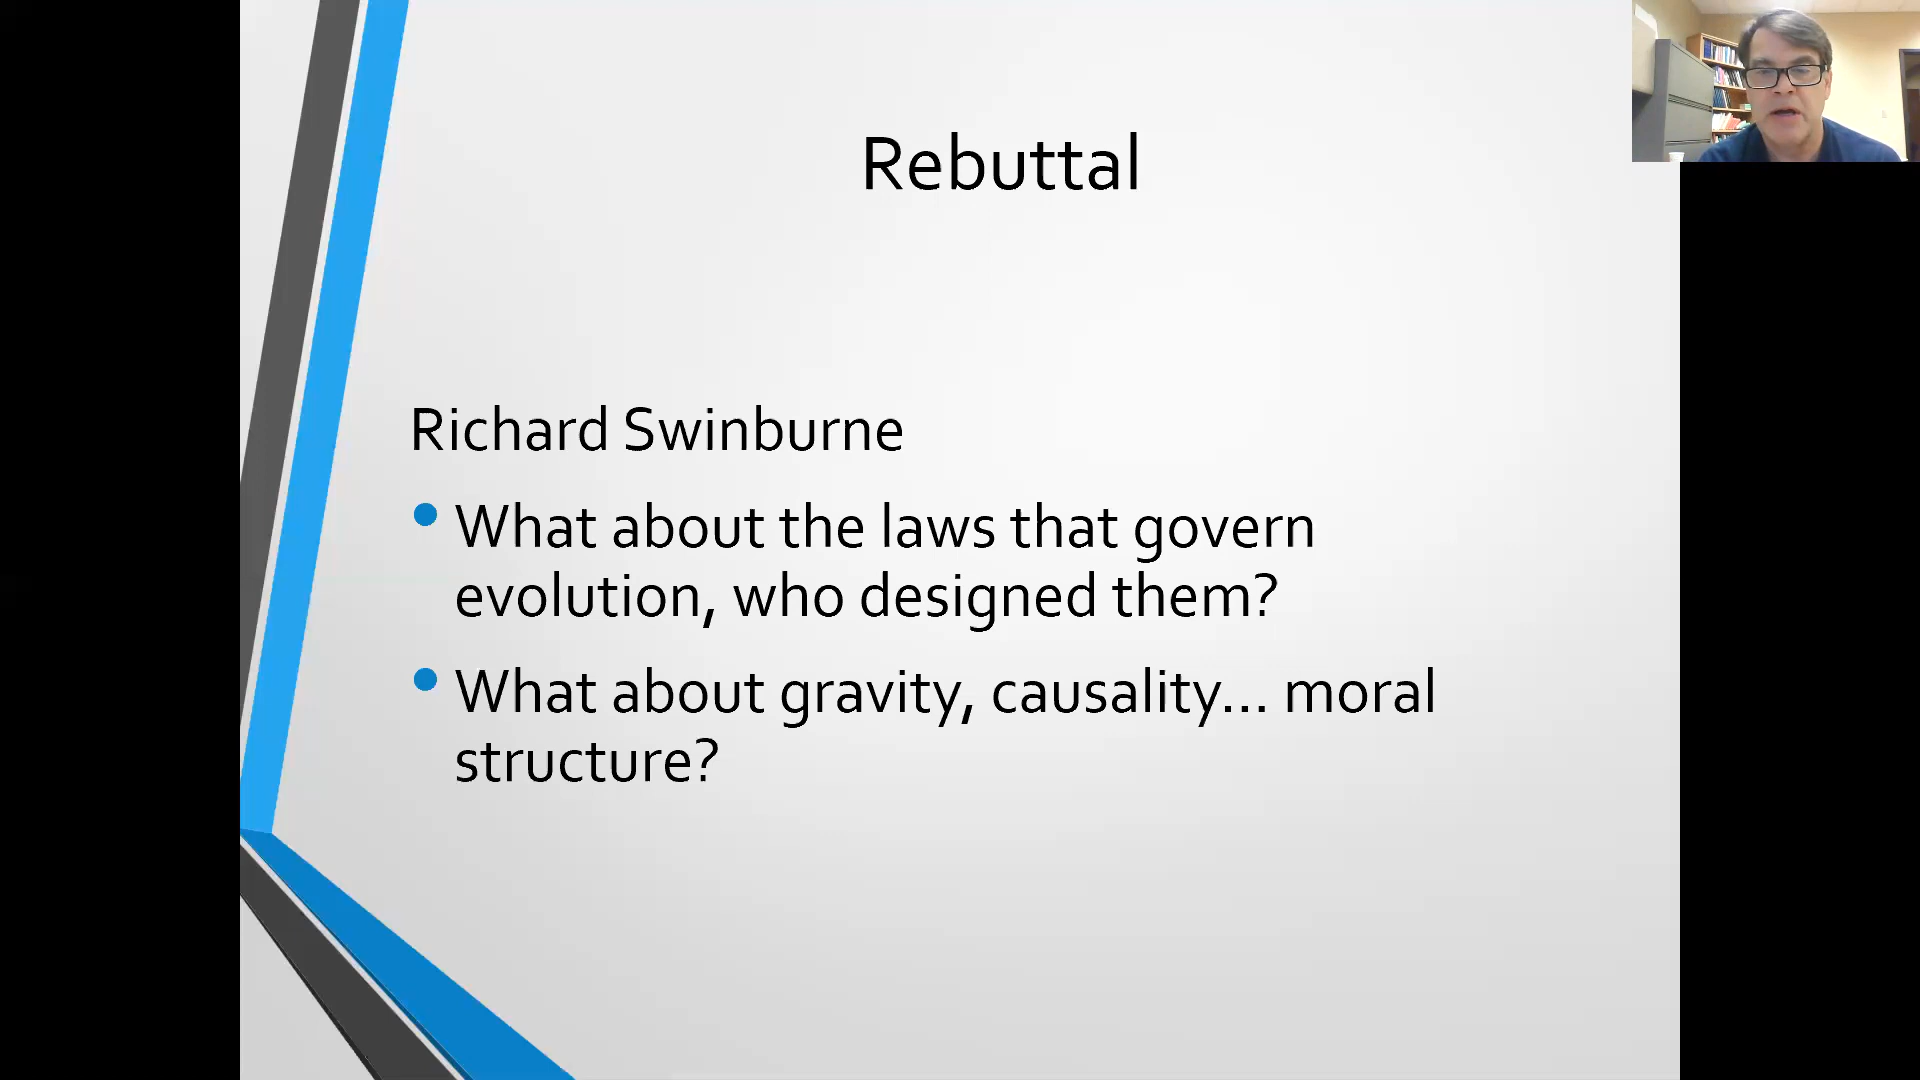 Rebuttal
Richard Swinburne
• What about the laws that govern
evolution, who designed them?
• What about gravity, causality... moral
structure?